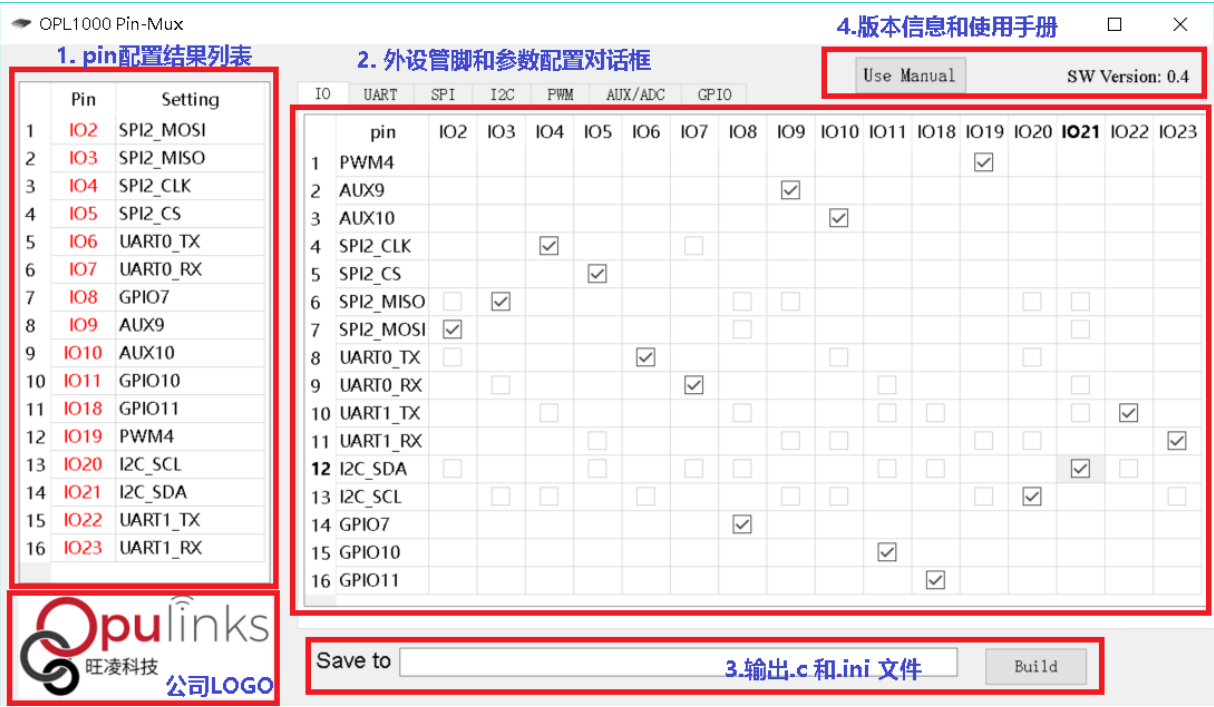 OPL1000 Pin-Mux
4.版本信息和使用手册
1. pin配置结果列表
2. 外设管脚和参数配置对话框
Use Manual
SW Version: 0.4
IO UART SPI I2C PWM AUX/ADC GPIO
Pin Setting
1 IO2 SPI2_MOSI
2 IO3 SPI2_MISO
3 IO4 SPI2_CLK
4 IO5 SPI2_CS
5 IO6 UART0_TX
6 IO7 UART0_RX
7 IO8 GPIO7
8 IO9 AUX9
9 IO10 AUX10
10 IO11 GPIO10
11 IO18 GPIO11
12 IO19 PWM4
13 IO20 I2C_SCL
14 IO21 I2C_SDA
15 IO22 UART1_TX
16 IO23 UART1_RX
pin IO2 IO3 IO4 IO5 IO6 IO7 IO8 IO9 IO10 IO11 IO18 IO19 IO20 IO21 IO22 IO23
1 PWM4
2 AUX9
3 AUX10
4 SPI2_CLK
5 SPI2_CS
6 SPI2_MISO
7 SPI2_MOSI
8 UART0_TX
9 UART0_RX
10 UART1_TX
11 UART1_RX
12 I2C_SDA
13 I2C_SCL
14 GPIO7
15 GPIO10
16 GPIO11
Opulinks
旺凌科技
公司LOGO
Save to
3.输出.c 和.ini 文件
Build